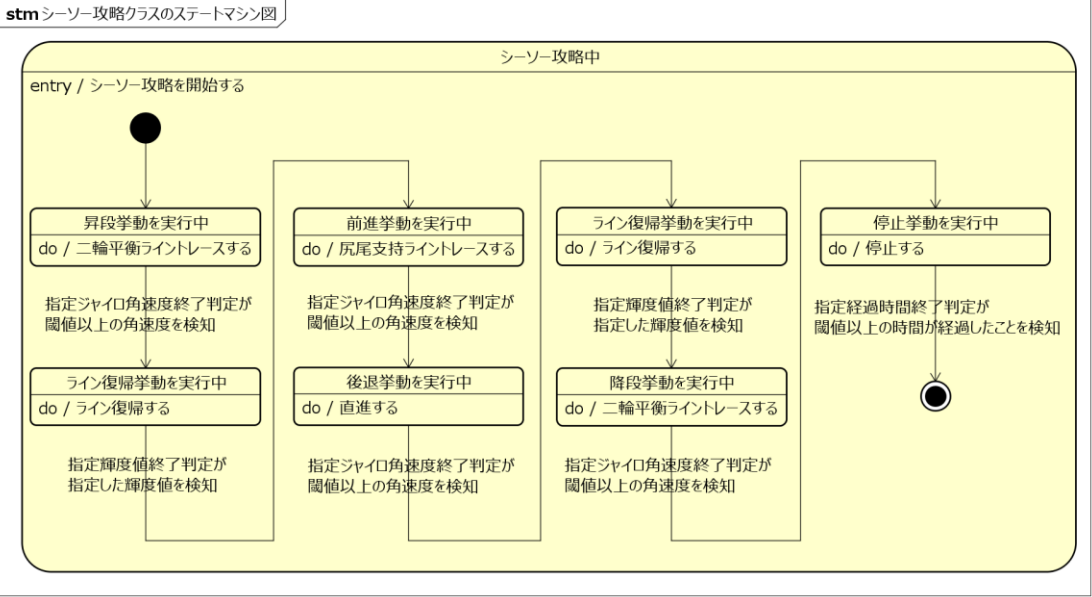 stm シーソー攻略クラスのステートマシン図
シーソー攻略中
entry / シーソー攻略を開始する
昇段挙動を実行中
do / 二輪平衡ライントレースする
指定ジャイロ角速度終了判定が
閾値以上の角速度を検知
ライン復帰挙動を実行中
do / ライン復帰する
指定輝度値終了判定が
指定した輝度値を検知
前進挙動を実行中
do / 尻尾支持ライントレースする
指定ジャイロ角速度終了判定が
閾値以上の角速度を検知
後退挙動を実行中
do / 直進する
指定ジャイロ角速度終了判定が
閾値以上の角速度を検知
ライン復帰挙動を実行中
do / ライン復帰する
指定輝度値終了判定が
指定した輝度値を検知
降段挙動を実行中
do / 二輪平衡ライントレースする
指定ジャイロ角速度終了判定が
閾値以上の角速度を検知
停止挙動を実行中
do / 停止する
指定経過時間終了判定が
閾値以上の時間が経過したことを検知